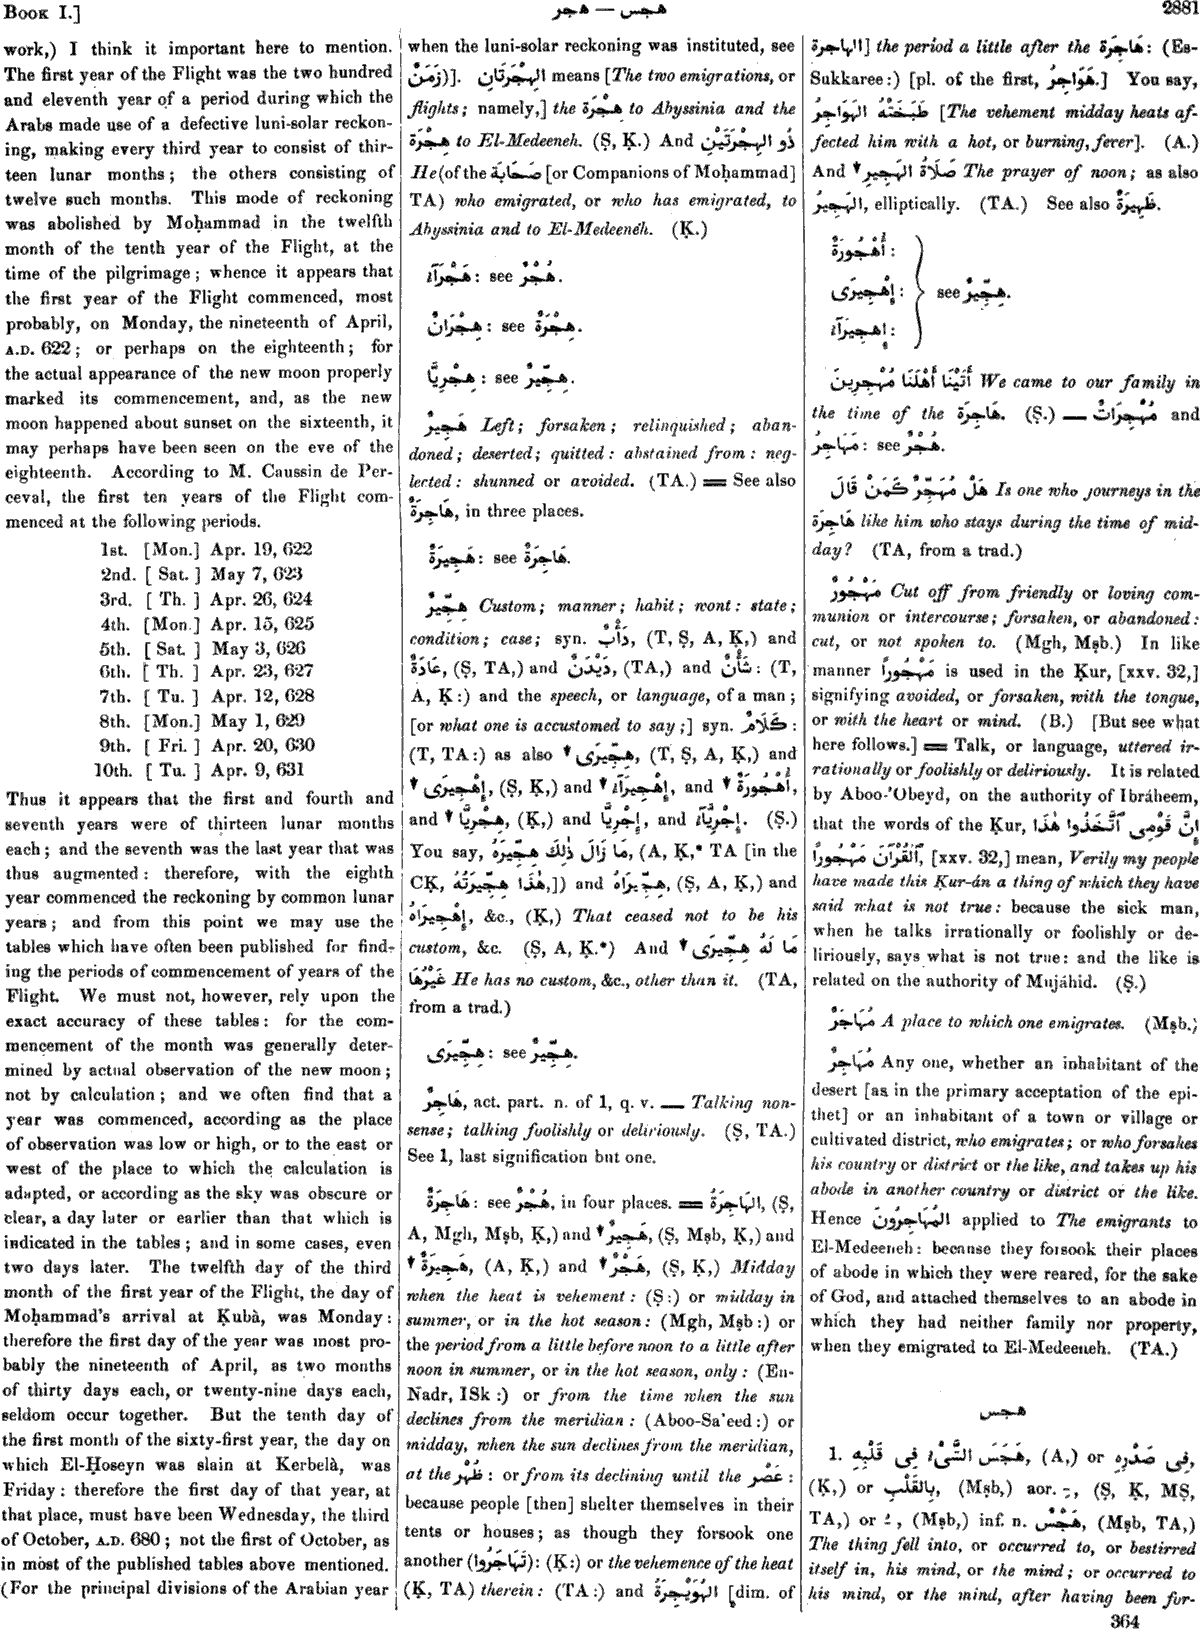 BOOK I.]
هجر — هجس
2881
work,) I think it important here to mention.
The first year of the Flight was the two hundred
and eleventh year of a period during which the
Arabs made use of a defective luni-solar reckon-
ing, making every third year to consist of thir-
teen lunar months; the others consisting of
twelve such months. This mode of reckoning
was abolished by Moḥammad in the twelfth
month of the tenth year of the Flight, at the
time of the pilgrimage; whence it appears that
the first year of the Flight commenced, most
probably, on Monday, the nineteenth of April,
A.D. 622; or perhaps on the eighteenth; for
the actual appearance of the new moon properly
marked its commencement, and, as the new
moon happened about sunset on the sixteenth, it
may perhaps have been seen on the eve of the
eighteenth. According to M. Caussin de Per-
ceval, the first ten years of the Flight com-
menced at the following periods.
1st. [Mon.] Apr. 19, 622
2nd. [ Sat. ] May 7, 623
3rd. [ Th. ] Apr. 26, 624
4th. [Mon.] Apr. 15, 625
5th. [ Sat. ] May 3, 626
6th. [ Th. ] Apr. 23, 627
7th. [ Tu. ] Apr. 12, 628
8th. [Mon.] May 1, 629
9th. [ Fri. ] Apr. 20, 630
10th. [ Tu. ] Apr. 9, 631
Thus it appears that the first and fourth and
seventh years were of thirteen lunar months
each; and the seventh was the last year that was
thus augmented: therefore, with the eighth
year commenced the reckoning by common lunar
years; and from this point we may use the
tables which have often been published for find-
ing the periods of commencement of years of the
Flight. We must not, however, rely upon the
exact accuracy of these tables: for the com-
mencement of the month was generally deter-
mined by actual observation of the new moon;
not by calculation; and we often find that a
year was commenced, according as the place
of observation was low or high, or to the east or
west of the place to which the calculation is
adapted, or according as the sky was obscure or
clear, a day later or earlier than that which is
indicated in the tables; and in some cases, even
two days later. The twelfth day of the third
month of the first year of the Flight, the day of
Moḥammad's arrival at Ḳubà, was Monday:
therefore the first day of the year was most pro-
bably the nineteenth of April, as two months
of thirty days each, or twenty-nine days each,
seldom occur together. But the tenth day of
the first month of the sixty-first year, the day on
which El-Ḥoseyn was slain at Kerbelà, was
Friday: therefore the first day of that year, at
that place, must have been Wednesday, the third
of October, A.D. 680; not the first of October, as
in most of the published tables above mentioned.
(For the principal divisions of the Arabian year
when the luni-solar reckoning was instituted, see
زَمَنٌ)]. الهِجْرَتَانِ means [The two emigrations, or
flights; namely,] the هِجْرَة to Abyssinia and the
هِجْرَة to El-Medeeneh. (Ṣ, Ḳ.) And ذُو الهِجْرَتَيْنِ
He (of the صَحَابَة [or Companions of Moḥammad]
TA) who emigrated, or who has emigrated, to
Abyssinia and to El-Medeeneh. (Ḳ.)
هَجْرَآءُ: see هُجْرٌ.
هِجْرَانٌ: see هِجْرَةٌ.
هِجْرِيَّا: see هِجِّيرٌ.
هَجِيرٌ Left; forsaken; relinquished; aban-
doned; deserted; quitted: abstained from: neg-
lected: shunned or avoided. (TA.) ═ See also
هَاجِرَةٌ, in three places.
هَجِيرَةٌ: see هَاجِرَةٌ.
هِجِّيرٌ Custom; manner; habit; wont: state;
condition; case; syn. دَأْبٌ, (T, Ṣ, A, Ḳ,) and
عَادَةٌ, (Ṣ, TA,) and دَيْدَنٌ, (TA,) and شَأْنٌ: (T,
A, Ḳ:) and the speech, or language, of a man;
[or what one is accustomed to say;] syn. كَلَامٌ:
(T, TA:) as also ▼ هِجِّيرَى, (T, Ṣ, A, Ḳ,) and
▼ إِهْجِيرَى, (Ṣ, Ḳ,) and ▼ إِهْجِيرَآءُ, and ▼ أُهْجُورَةٌ,
and ▼ هِجْرِيَّا, (Ḳ,) and إِجْرِيَّا, and إِجْرِيَّآءُ. (Ṣ.)
You say, مَا زَالَ ذٰلِكَ هِجِّيرَهُ, (A, Ḳ,* TA [in the
CḲ, هٰذَا هِجِّيرَتُهُ,]) and هِجِّيرَاهُ, (Ṣ, A, Ḳ,) and
إِهْجِيرَاهُ, &c., (Ḳ,) That ceased not to be his
custom, &c. (Ṣ, A, Ḳ.*) And مَا لَهُ هِجِّيرَى ▼
غَيْرُهَا He has no custom, &c., other than it. (TA,
from a trad.)
هِجِّيرَى: see هِجِّيرٌ.
هَاجِرٌ, act. part. n. of 1, q. v. — Talking non-
sense; talking foolishly or deliriously. (Ṣ, TA.)
See 1, last signification but one.
هَاجِرَةٌ: see هُجْرٌ, in four places. ═ الهَاجِرَةُ, (Ṣ,
A, Mgh, Mṣb, Ḳ,) and ▼ هَجِيرٌ, (Ṣ, Mṣb, Ḳ,) and
▼ هَجِيرَةٌ, (A, Ḳ,) and ▼ هَجْرٌ, (Ṣ, Ḳ,) Midday
when the heat is vehement: (Ṣ:) or midday in
summer, or in the hot season: (Mgh, Mṣb:) or
the period from a little before noon to a little after
noon in summer, or in the hot season, only: (En-
Naḍr, ISk:) or from the time when the sun
declines from the meridian: (Aboo-Sa'eed:) or
midday, when the sun declines from the meridian,
at the ظُهْر: or from its declining until the عَصْر:
because people [then] shelter themselves in their
tents or houses; as though they forsook one
another (تَهَاجَرُوا): (Ḳ:) or the vehemence of the heat
(Ḳ, TA) therein: (TA:) and الهُوَيْجِرَةُ [dim. of
الهاجرة] the period a little after the هَاجِرَة: (Es-
Sukkaree:) [pl. of the first, هَوَاجِرُ.] You say,
طَبَخَتْهُ الهَوَاجِرُ [The vehement midday heats af-
fected him with a hot, or burning, fever]. (A.)
And ▼ صَلَاةُ الهَجِيرِ The prayer of noon; as also
الهَجِيرُ, elliptically. (TA.) See also ظَهِيرَةٌ.
أُهْجُورَةٌ:
إِهْجِيرَى: see هِجِّيرٌ.
إِهجيرَآءُ:
أَتَيْنَا أَهْلَنَا مُهْجِرِينَ We came to our family in
the time of the هَاجِرَة. (Ṣ.) — مُهْجِرَاتٌ and
مَهَاجِرُ: see هُجْرٌ.
هَلْ مُهَجِّرٌ كَمَنْ قَالَ Is one who journeys in the
هَاجِرَة like him who stays during the time of mid-
day? (TA, from a trad.)
مَهْجُورٌ Cut off from friendly or loving com-
munion or intercourse; forsaken, or abandoned:
cut, or not spoken to. (Mgh, Mṣb.) In like
manner مَهْجُوراً is used in the Ḳur, [xxv. 32,]
signifying avoided, or forsaken, with the tongue,
or with the heart or mind. (B.) [But see what
here follows.] ═ Talk, or language, uttered ir-
rationally or foolishly or deliriously. It is related
by Aboo-'Obeyd, on the authority of Ibráheem,
that the words of the Ḳur, إِنَّ قَوْمِى ٱتَّخَذُوا هٰذَا
ٱلْقُرْآنَ مَهْجُوراً, [xxv. 32,] mean, Verily my people
have made this Ḳur-án a thing of which they have
said what is not true: because the sick man,
when he talks irrationally or foolishly or de-
liriously, says what is not true: and the like is
related on the authority of Mujáhid. (Ṣ.)
مُهَاجَرٌ A place to which one emigrates. (Mṣb.)
مُهَاجِرٌ Any one, whether an inhabitant of the
desert [as in the primary acceptation of the epi-
thet] or an inhabitant of a town or village or
cultivated district, who emigrates; or who forsakes
his country or district or the like, and takes up his
abode in another country or district or the like.
Hence المُهَاجِرُونَ applied to The emigrants to
El-Medeeneh: because they forsook their places
of abode in which they were reared, for the sake
of God, and attached themselves to an abode in
which they had neither family nor property,
when they emigrated to El-Medeeneh. (TA.)
هجس
1. هَجَسَ الشَّىْءُ فِى قَلْبِهِ, (A,) or فِى صَدْرِهِ,
(Ḳ,) or بِالقَلْبِ, (Mṣb,) aor. ـِ, (Ṣ, Ḳ, MṢ,
TA,) or ـُ, (Mṣb,) inf. n. هَجْسٌ, (Mṣb, TA,)
The thing fell into, or occurred to, or bestirred
itself in, his mind, or the mind; or occurred to
his mind, or the mind, after having been for-
364